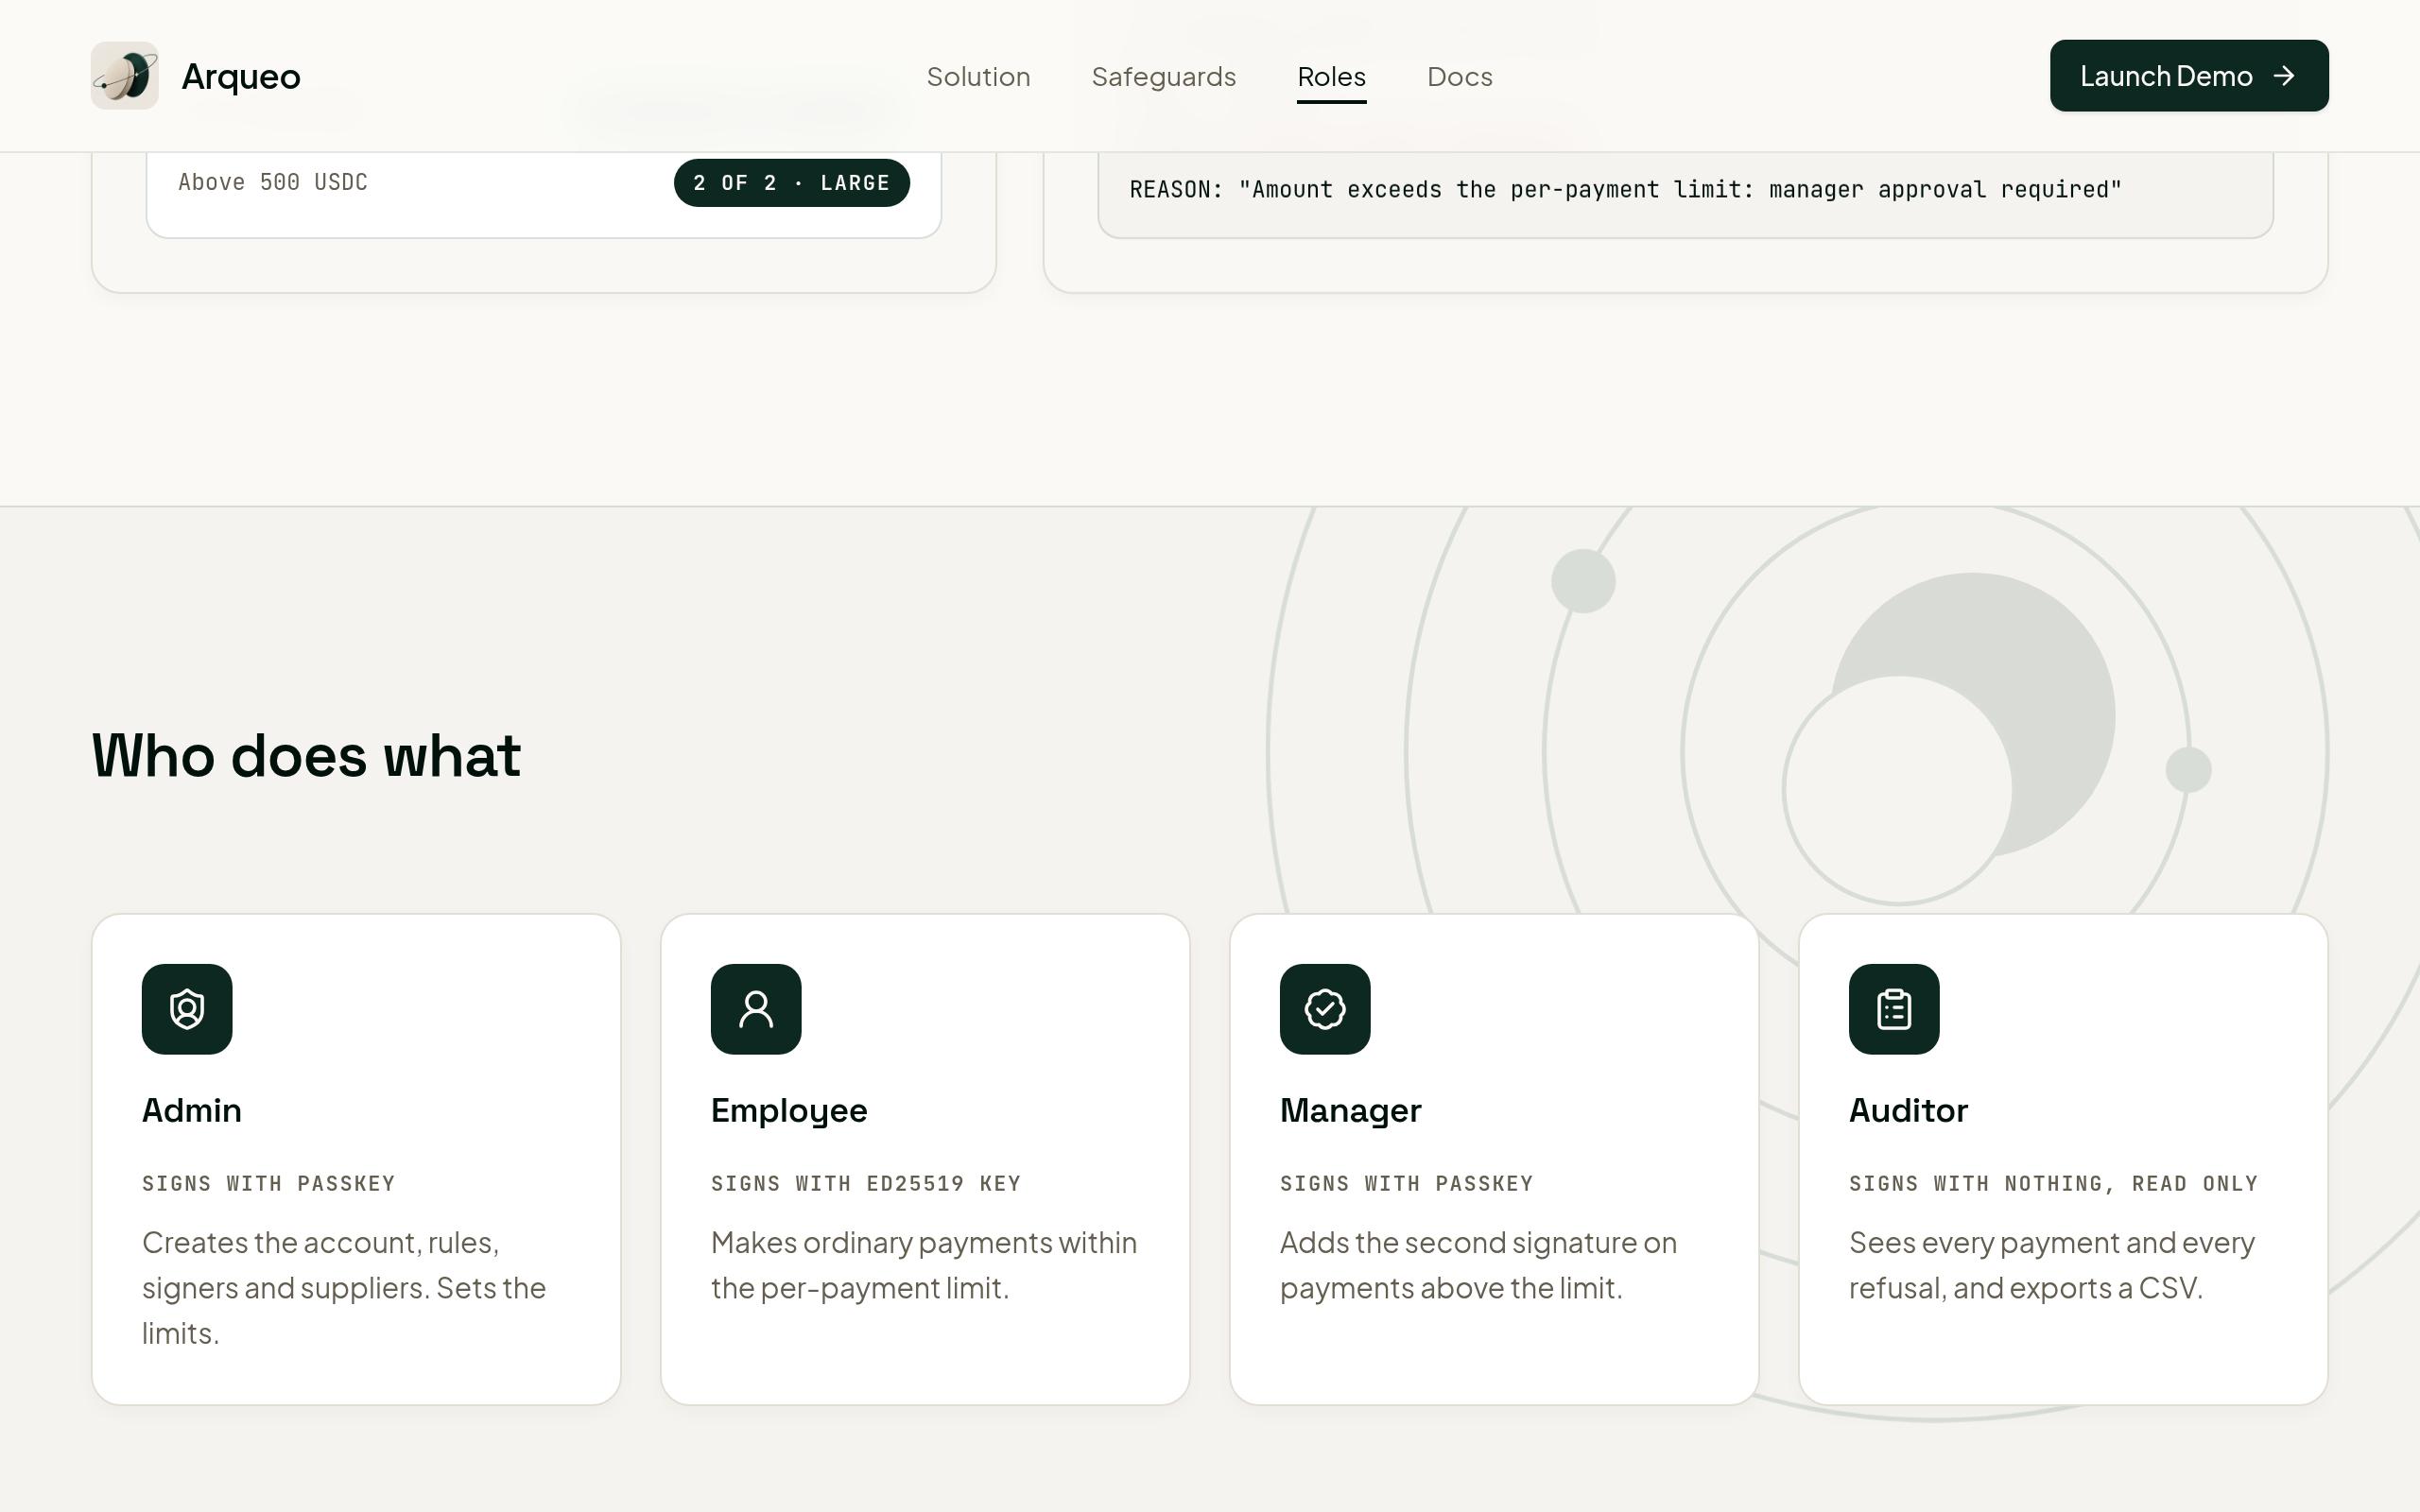 Arqueo
Solution
Safeguards
Roles
Docs
Launch Demo
Above 500 USDC
2 OF 2 · LARGE
REASON: "Amount exceeds the per-payment limit: manager approval required"
Who does what
Admin
SIGNS WITH PASSKEY
Creates the account, rules,
signers and suppliers. Sets the
limits.
Employee
SIGNS WITH ED25519 KEY
Makes ordinary payments within
the per-payment limit.
Manager
SIGNS WITH PASSKEY
Adds the second signature on
payments above the limit.
Auditor
SIGNS WITH NOTHING, READ ONLY
Sees every payment and every
refusal, and exports a CSV.